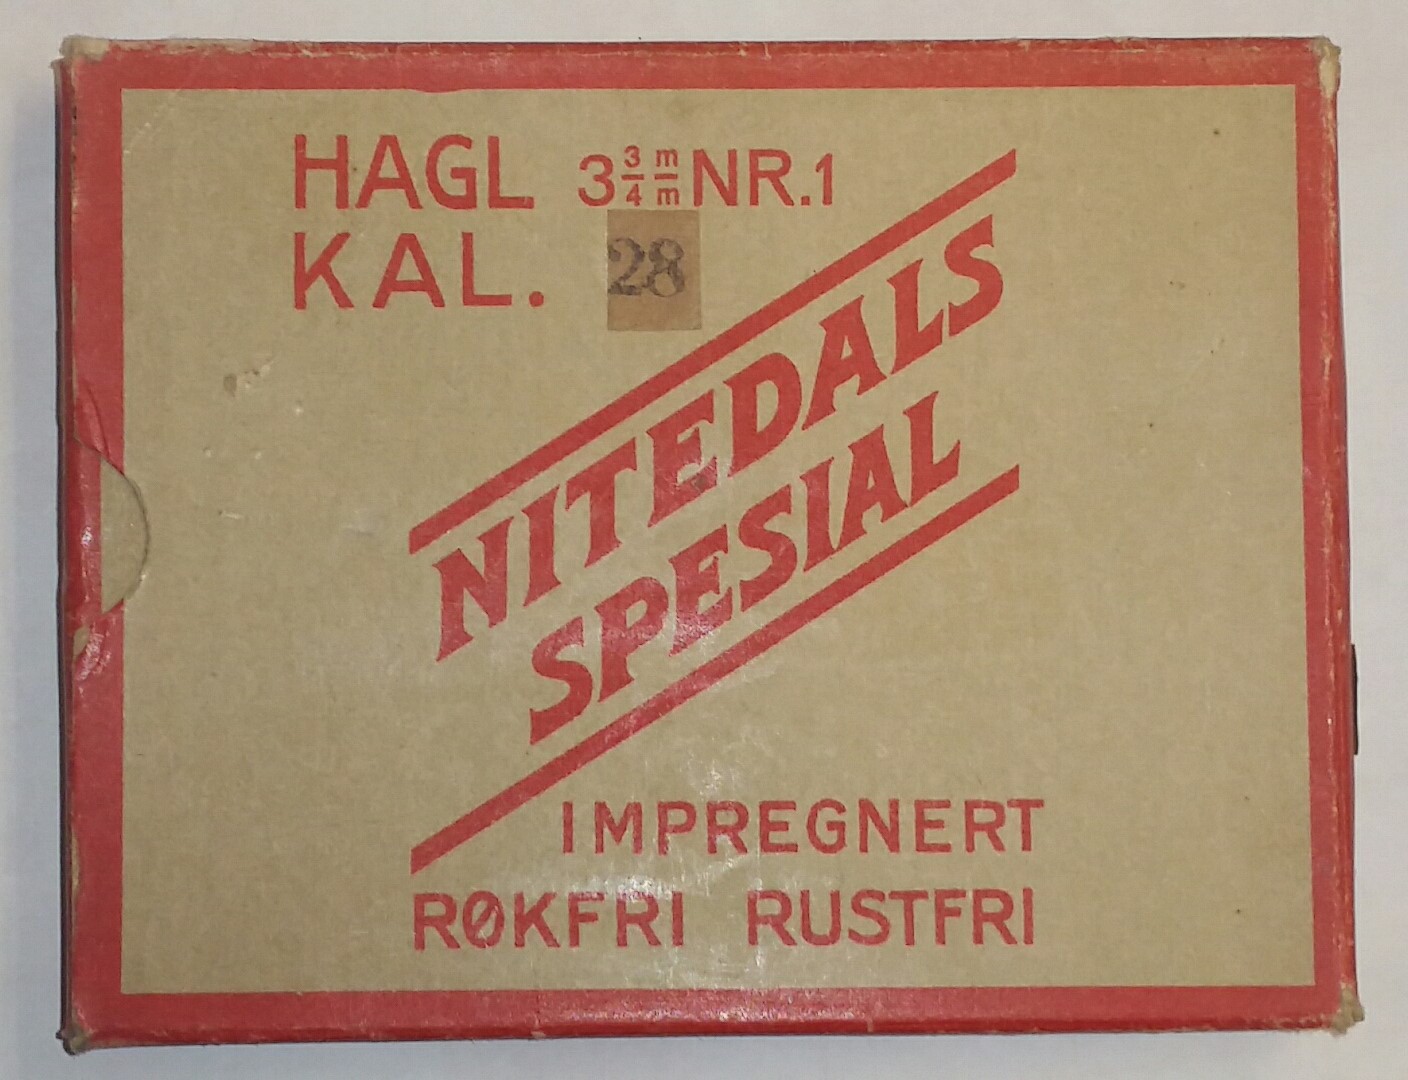 HAGL 3 3/4 m/m NR.1
KAL. 28
NITEDALS
SPESIAL
IMPREGNERT
RØKFRI RUSTFRI